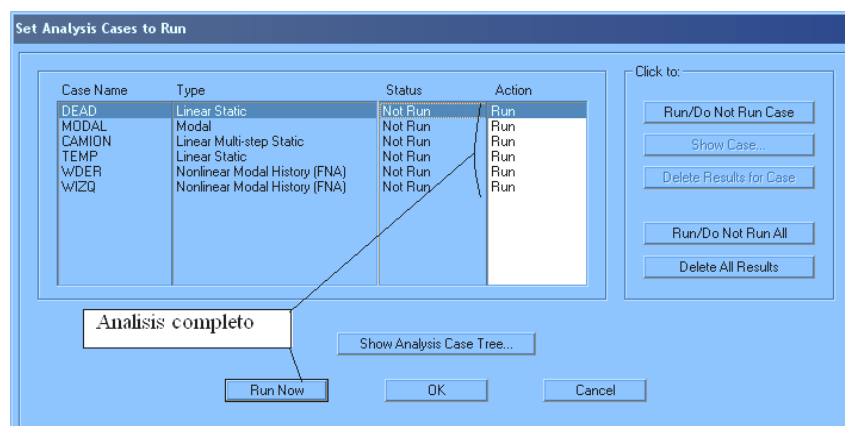 Set Analysis Cases to Run
Click to:
Case Name Type Status Action
DEAD Linear Static Not Run Run
MODAL Modal Not Run Run
CAMION Linear Multi-step Static Not Run Run
TEMP Linear Static Not Run Run
WDER Nonlinear Modal History (FNA) Not Run Run
WIZQ Nonlinear Modal History (FNA) Not Run Run
Run/Do Not Run Case
Show Case...
Delete Results for Case
Run/Do Not Run All
Delete All Results
Analisis completo
Show Analysis Case Tree...
Run Now OK Cancel